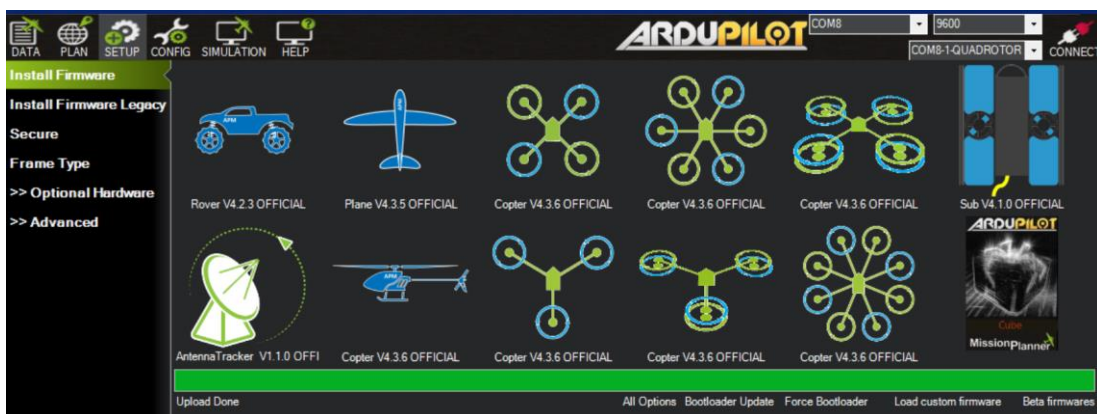 DATA PLAN SETUP CONFIG SIMULATION HELP
ARDUPILOT
COM8 9600
COM8-1-QUADROTOR
CONNECT
Install Firmware
Install Firmware Legacy
Secure
Frame Type
>> Optional Hardware
>> Advanced
APM
APM
Rover V4.2.3 OFFICIAL Plane V4.3.5 OFFICIAL Copter V4.3.6 OFFICIAL Copter V4.3.6 OFFICIAL Copter V4.3.6 OFFICIAL Sub V4.1.0 OFFICIAL
ARDUPILOT
APM
Cube
MissionPlanner
AntennaTracker V1.1.0 OFFI Copter V4.3.6 OFFICIAL Copter V4.3.6 OFFICIAL Copter V4.3.6 OFFICIAL Copter V4.3.6 OFFICIAL
Upload Done All Options Bootloader Update Force Bootloader Load custom firmware Beta firmwares